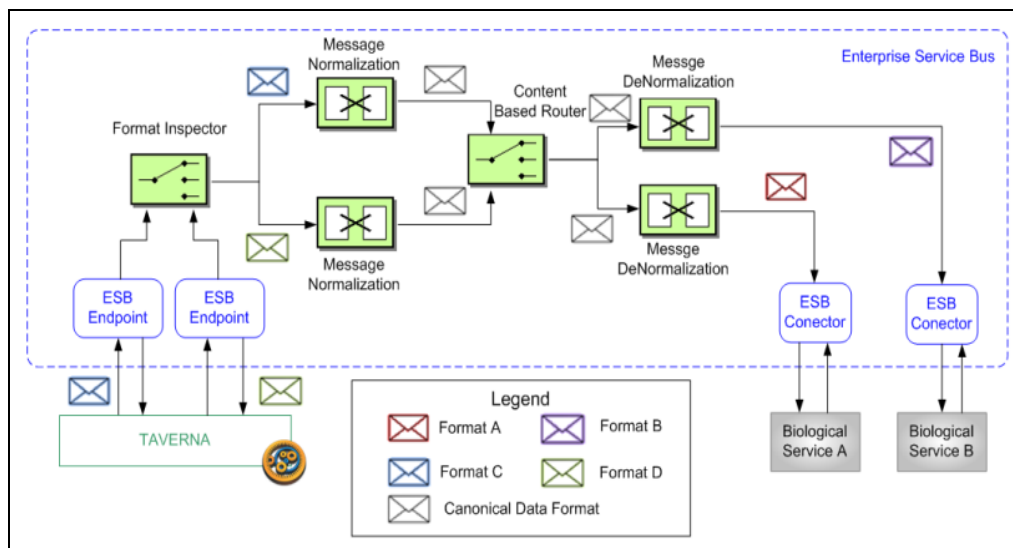 Enterprise Service Bus
Message
Normalization
Messge
DeNormalization
Content
Based Router
Format Inspector
Message
Normalization
Messge
DeNormalization
ESB
Endpoint
ESB
Endpoint
ESB
Conector
ESB
Conector
TAVERNA
Legend
Format A
Format B
Format C
Format D
Canonical Data Format
Biological
Service A
Biological
Service B